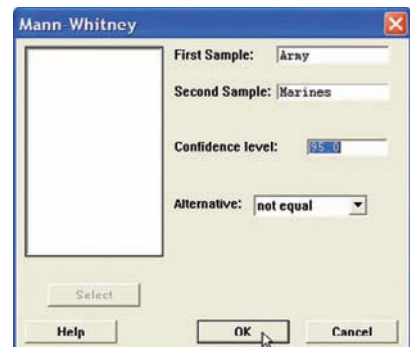 Mann-Whitney
First Sample: Army
Second Sample: Marines
Confidence level: 95.0
Alternative: not equal
Select
Help OK Cancel